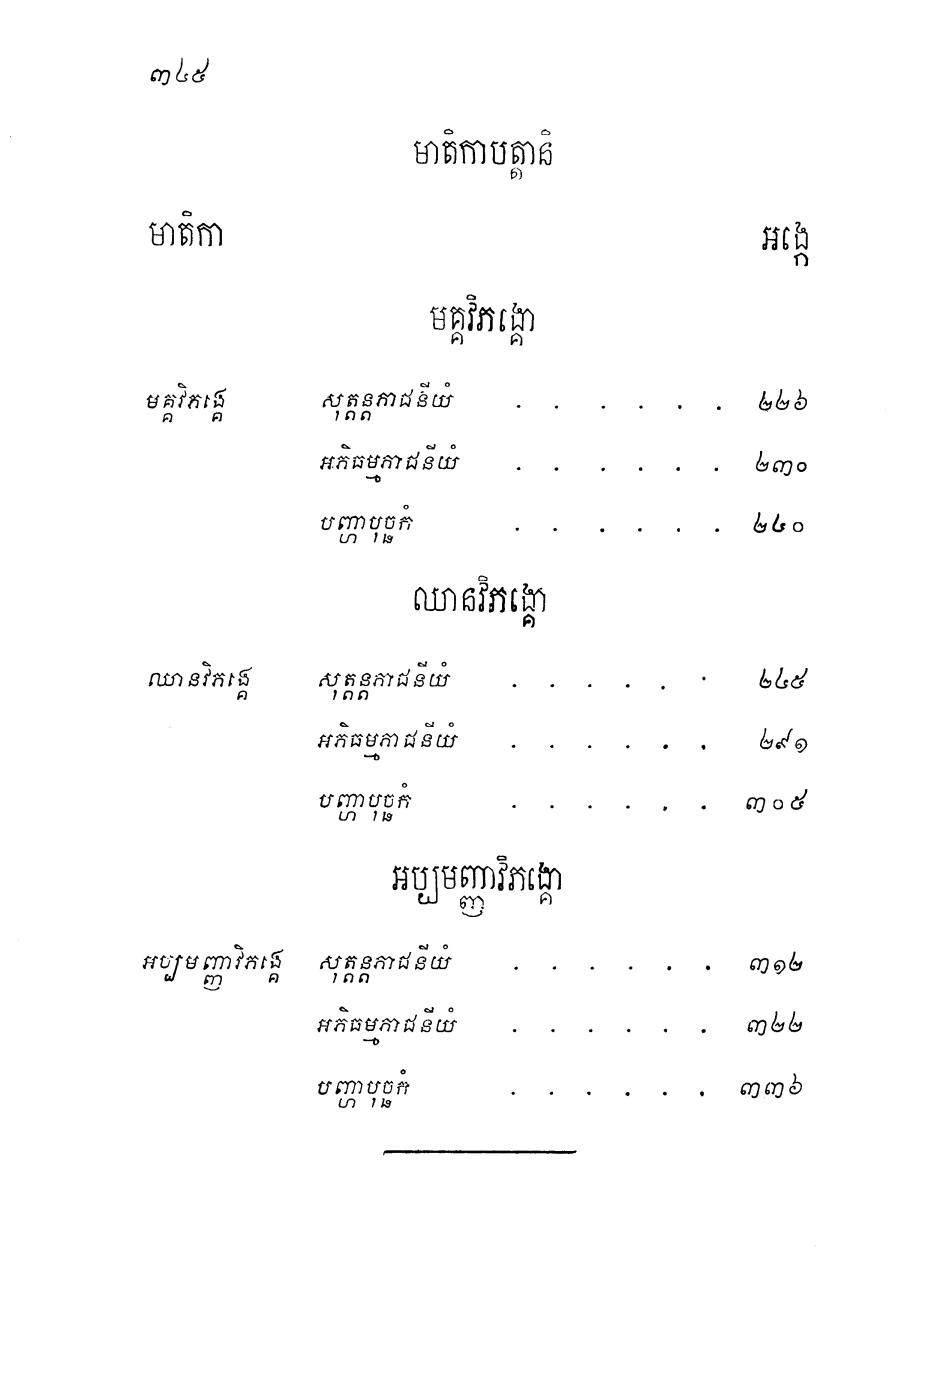 ៣៤៥
មាតិកាបត្តានិ
មាតិកា អង្កេ
មគ្គវិភង្គោ
មគ្គវិភង្គេ សុត្តន្តភាជនីយំ . . . . . . ២២៦
អភិធម្មភាជនីយំ . . . . . . ២៣០
បញ្ហាបុច្ឆកំ . . . . . . ២៤០
ឈានវិភង្គោ
ឈានវិភង្គេ សុត្តន្តភាជនីយំ . . . . . . ២៤៥
អភិធម្មភាជនីយំ . . . . . . ២៩១
បញ្ហាបុច្ឆកំ . . . . . . ៣០៥
អប្បមញ្ញាវិភង្គោ
អប្បមញ្ញាវិភង្គេ សុត្តន្តភាជនីយំ . . . . . . ៣១២
អភិធម្មភាជនីយំ . . . . . . ៣២២
បញ្ហាបុច្ឆកំ . . . . . . ៣៣៦